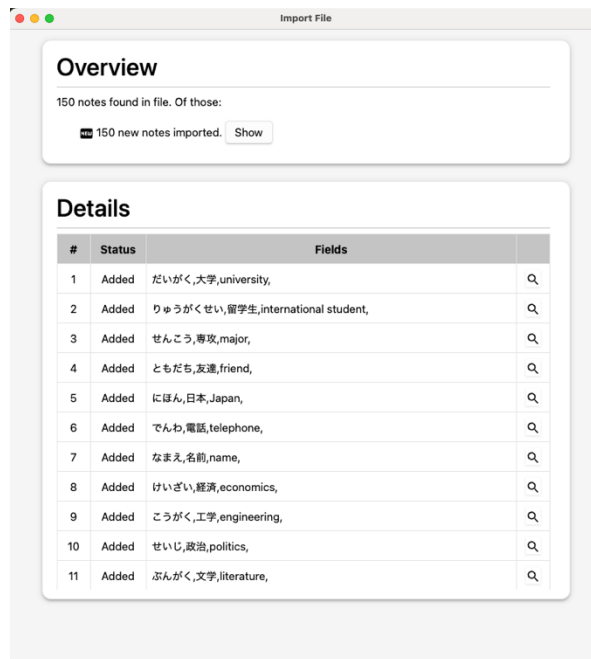 Import File
Overview
150 notes found in file. Of those:
NEW 150 new notes imported. Show
Details
# Status Fields
1 Added だいがく,大学,university,
2 Added りゅうがくせい,留学生,international student,
3 Added せんこう,専攻,major,
4 Added ともだち,友達,friend,
5 Added にほん,日本,Japan,
6 Added でんわ,電話,telephone,
7 Added なまえ,名前,name,
8 Added けいざい,経済,economics,
9 Added こうがく,工学,engineering,
10 Added せいじ,政治,politics,
11 Added ぶんがく,文学,literature,